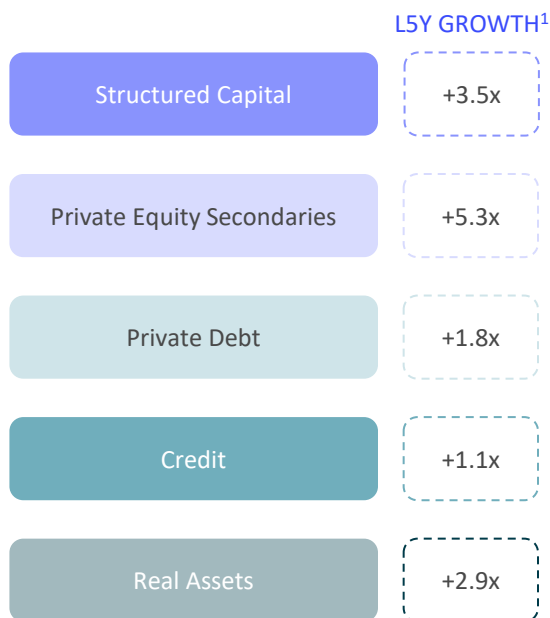 L5Y GROWTH¹
Structured Capital +3.5x
Private Equity Secondaries +5.3x
Private Debt +1.8x
Credit +1.1x
Real Assets +2.9x